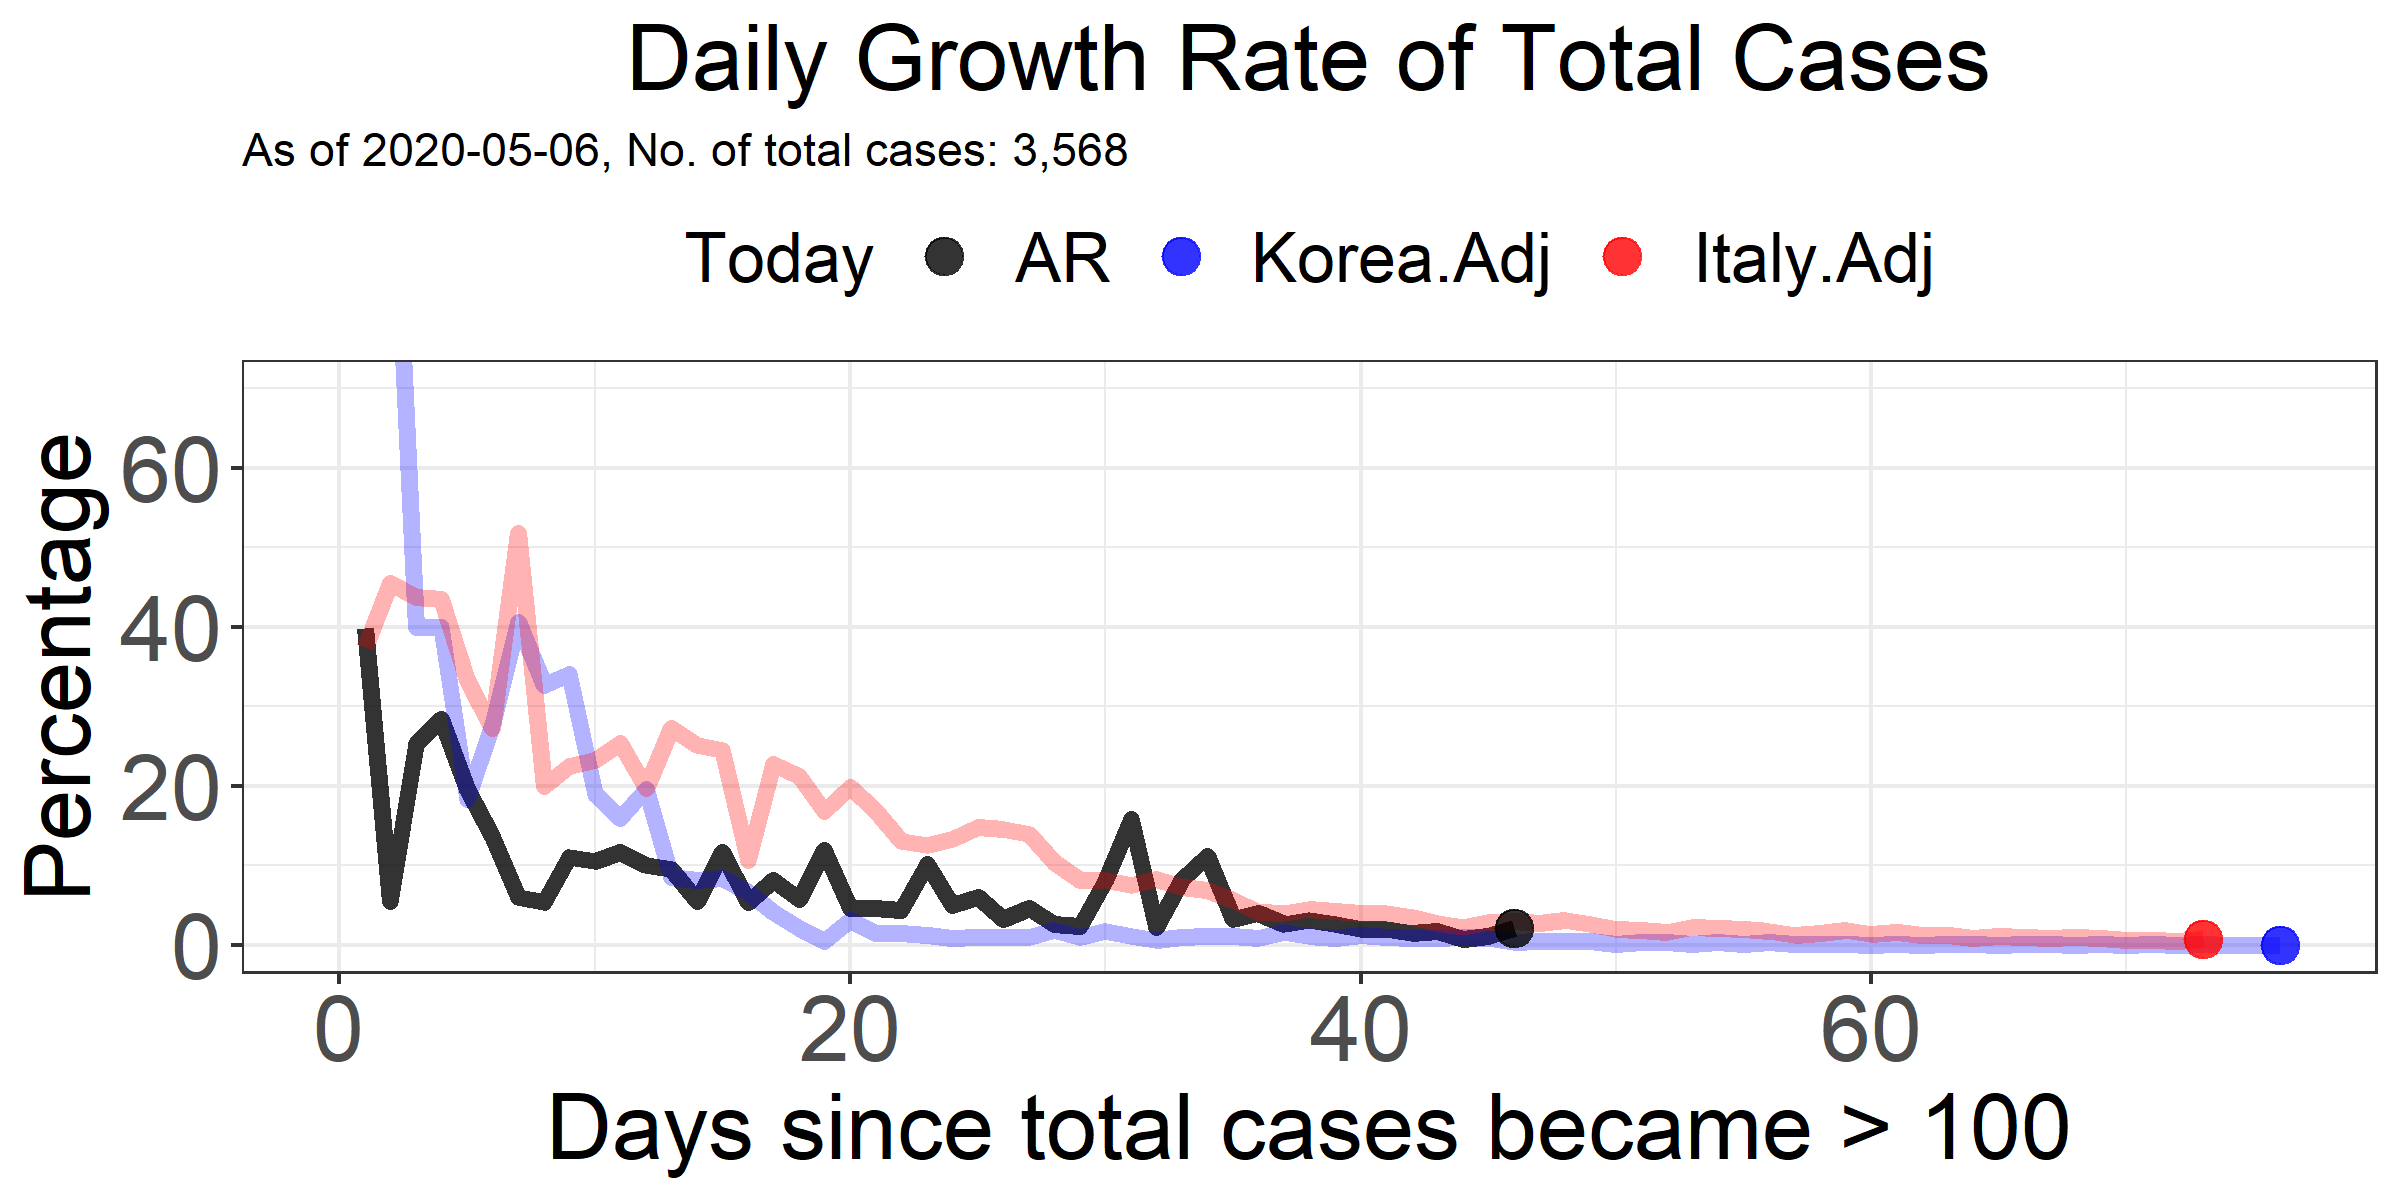 Daily Growth Rate of Total Cases
As of 2020-05-06, No. of total cases: 3,568
Today AR Korea.Adj Italy.Adj
Percentage
60
40
20
0
0 20 40 60
Days since total cases became > 100